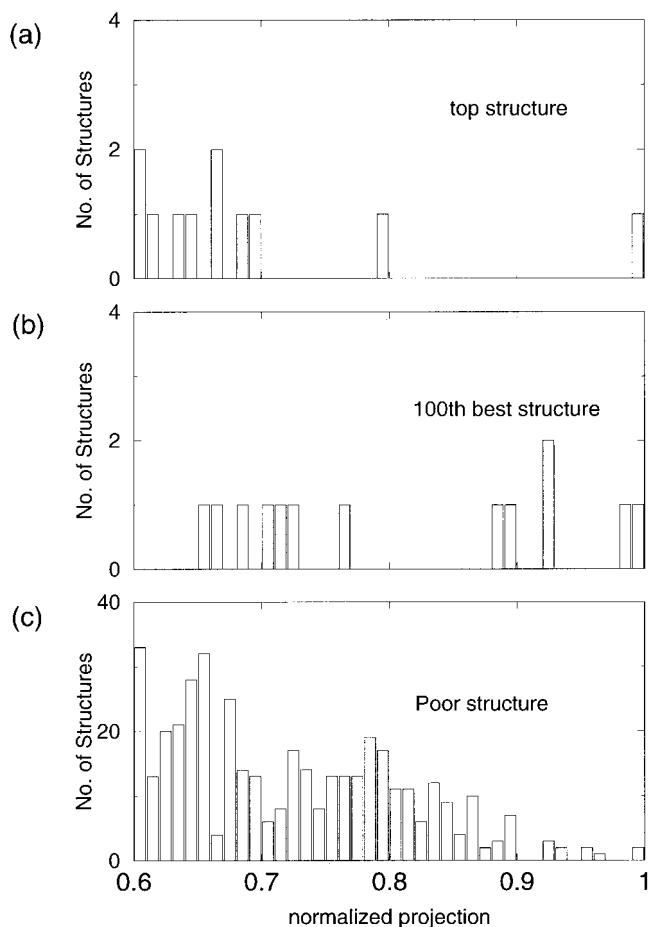 (a)
4
2
0
No. of Structures
top structure
(b)
4
2
0
No. of Structures
100th best structure
(c)
40
20
0
No. of Structures
Poor structure
0.6 0.7 0.8 0.9 1
normalized projection